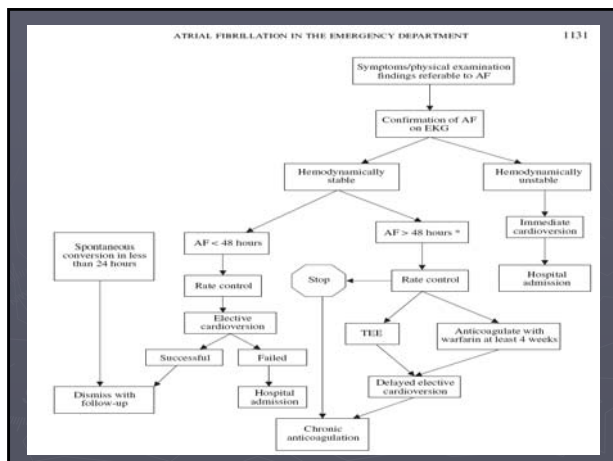 ATRIAL FIBRILLATION IN THE EMERGENCY DEPARTMENT 1131
Symptoms/physical examination
findings referable to AF
Confirmation of AF
on EKG
Hemodynamically
stable
Hemodynamically
unstable
Spontaneous
conversion in less
than 24 hours
AF < 48 hours
AF > 48 hours *
Immediate
cardioversion
Rate control
Stop
Rate control
Hospital
admission
Elective
cardioversion
TEE
Anticoagulate with
warfarin at least 4 weeks
Successful
Failed
Dismiss with
follow-up
Hospital
admission
Delayed elective
cardioversion
Chronic
anticoagulation